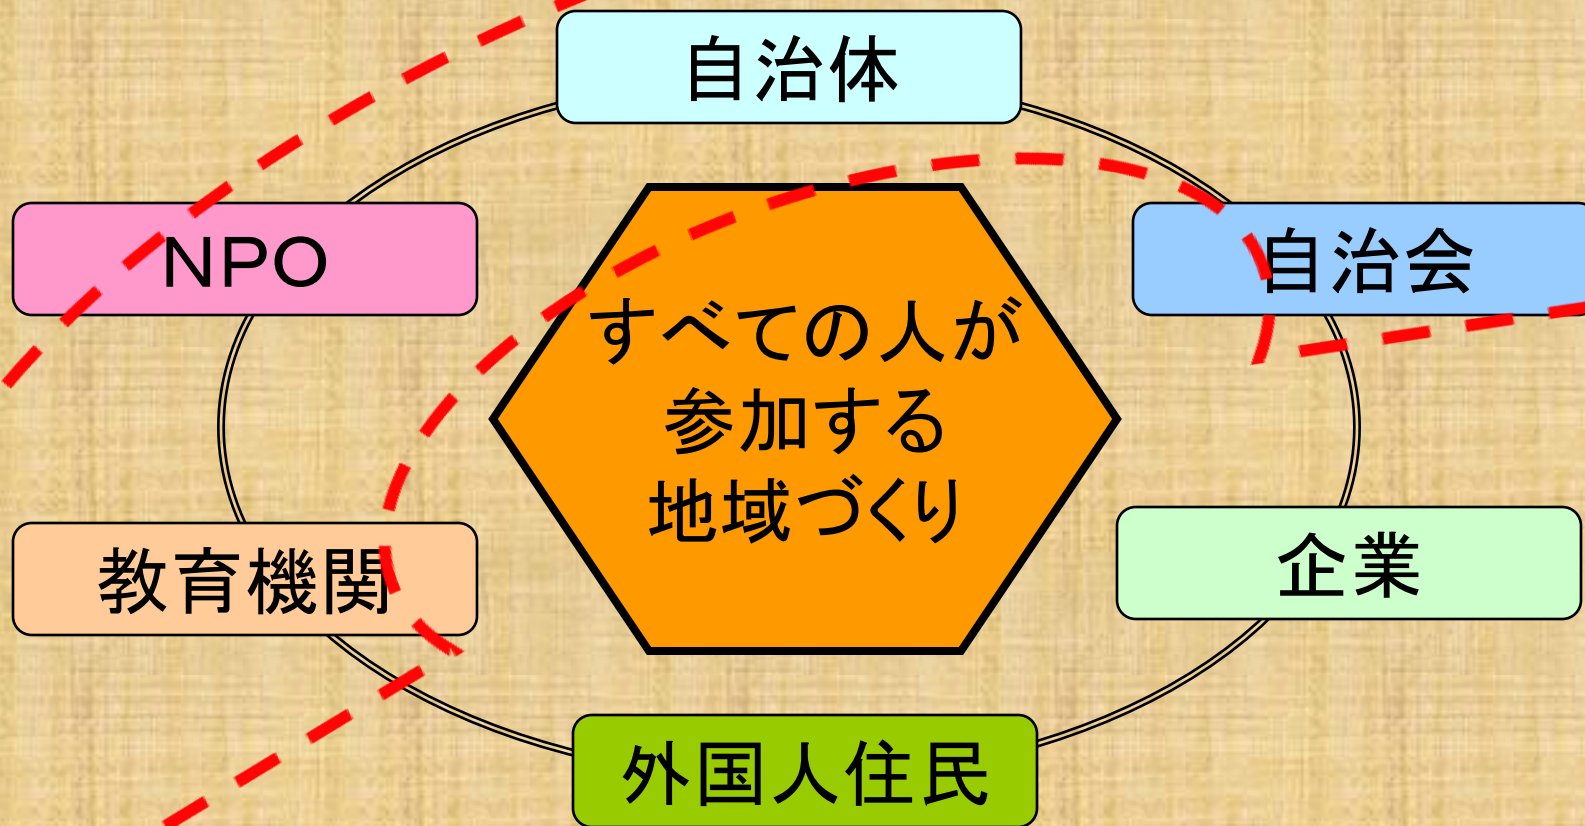 自治体
NPO
自治会
すべての人が
参加する
地域づくり
教育機関
企業
外国人住民